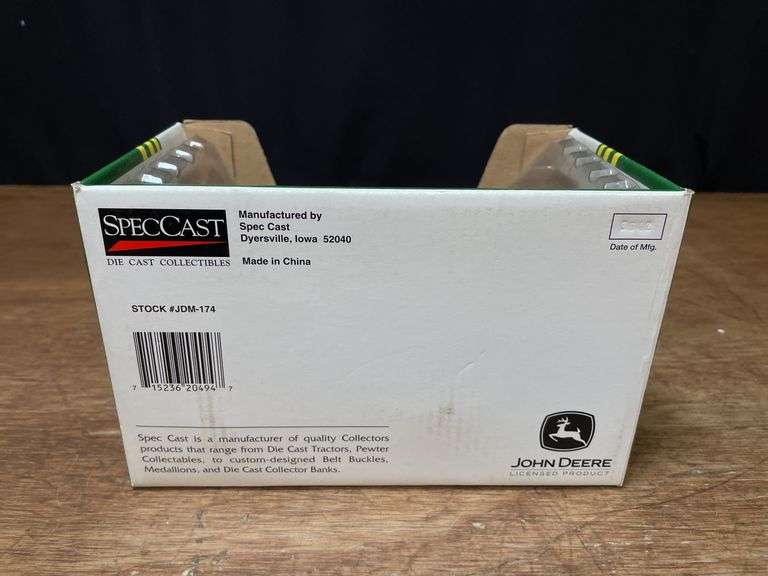 SPECCAST
DIE CAST COLLECTIBLES
Manufactured by
Spec Cast
Dyersville, Iowa 52040
Made in China
Date of Mfg.
STOCK #JDM-174
7 15236 20494 7
Spec Cast is a manufacturer of quality Collectors
products that range from Die Cast Tractors, Pewter
Collectables, to custom-designed Belt Buckles,
Medallions, and Die Cast Collector Banks.
JOHN DEERE
LICENSED PRODUCT